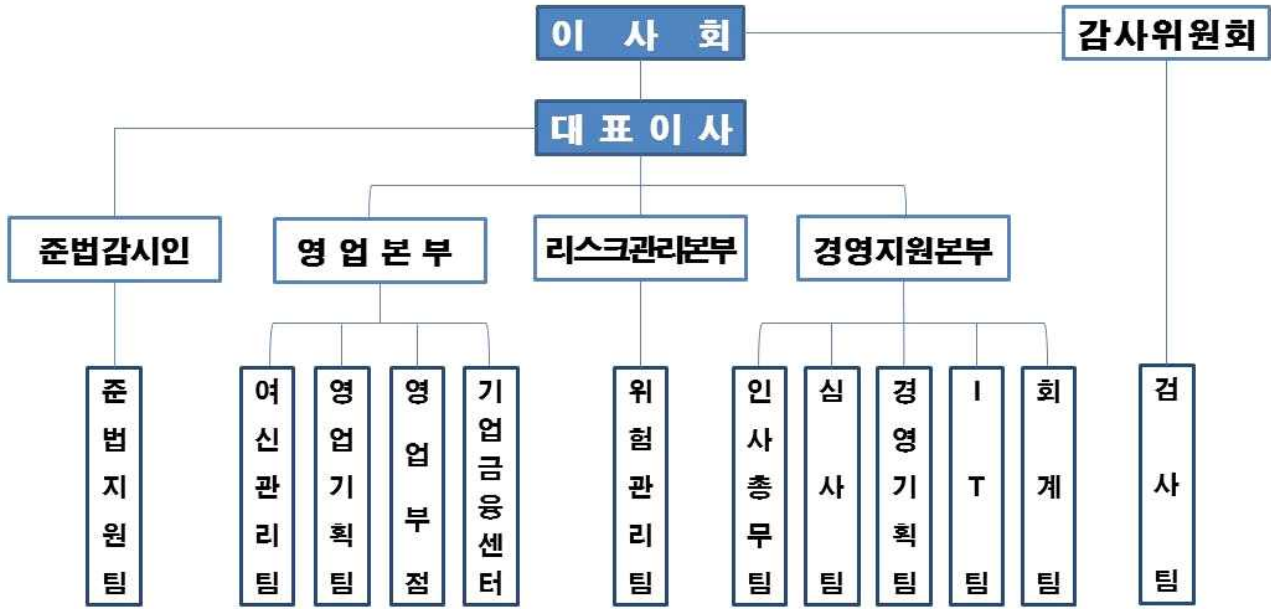 이 사 회
감사위원회
대 표 이 사
준법감시인
영 업 본 부
리스크관리본부
경영지원본부
준법지원팀
여신관리팀
영업기획팀
영업부점
기업금융센터
위험관리팀
인사총무팀
심사팀
경영기획팀
IT팀
회계팀
검사팀